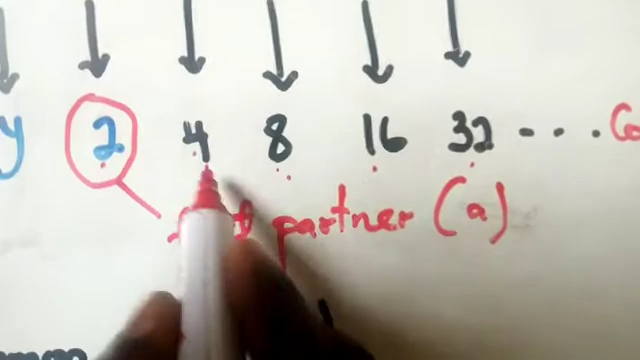 y 2 4 8 16 32 . . .
partner (a)